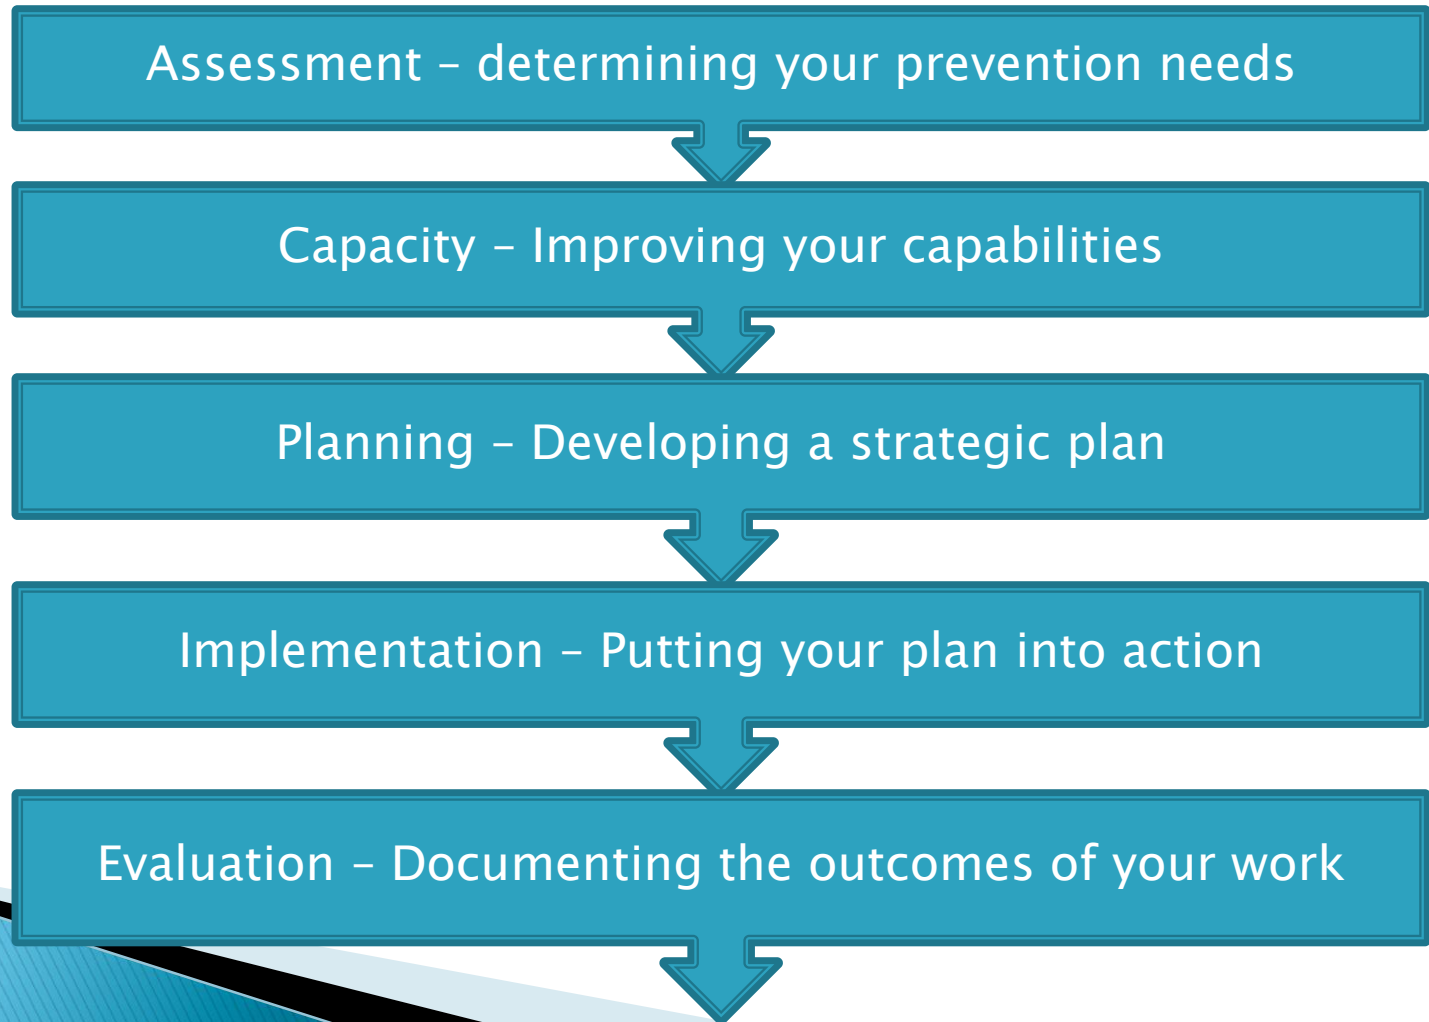 Assessment – determining your prevention needs
Capacity – Improving your capabilities
Planning – Developing a strategic plan
Implementation – Putting your plan into action
Evaluation – Documenting the outcomes of your work